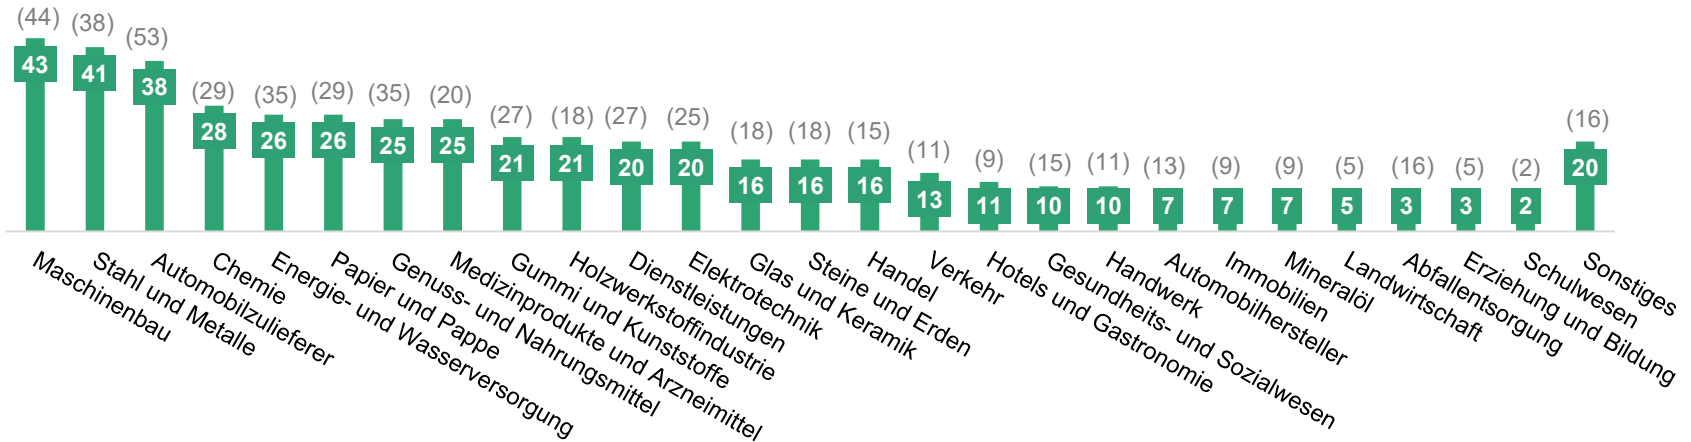 (44) (38) (53) (29) (35) (29) (35) (20) (27) (18) (27) (25) (18) (18) (15) (11) (9) (15) (11) (13) (9) (9) (5) (16) (5) (2) (16)
43 41 38 28 26 26 25 25 21 21 20 20 16 16 16 13 11 10 10 7 7 7 5 3 3 2 20
Maschinenbau
Stahl und Metalle
Automobilzulieferer
Chemie
Energie- und Wasserversorgung
Papier und Pappe
Genuss- und Nahrungsmittel
Medizinprodukte und Arzneimittel
Gummi und Kunststoffe
Holzwerkstoffindustrie
Dienstleistungen
Elektrotechnik
Glas und Keramik
Steine und Erden
Handel
Verkehr
Hotels und Gastronomie
Gesundheits- und Sozialwesen
Handwerk
Automobilhersteller
Immobilien
Mineralöl
Landwirtschaft
Abfallentsorgung
Erziehung und Bildung
Schulwesen
Sonstiges